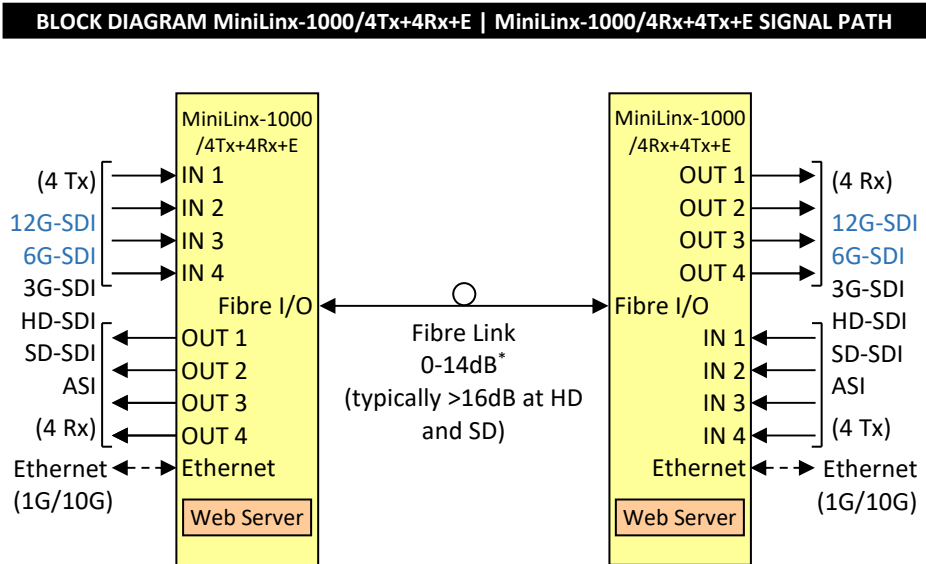 BLOCK DIAGRAM MiniLinx-1000/4Tx+4Rx+E | MiniLinx-1000/4Rx+4Tx+E SIGNAL PATH
MiniLinx-1000
/4Tx+4Rx+E
(4 Tx)
12G-SDI
6G-SDI
3G-SDI
HD-SDI
SD-SDI
ASI
(4 Rx)
Ethernet
(1G/10G)
IN 1
IN 2
IN 3
IN 4
Fibre I/O
OUT 1
OUT 2
OUT 3
OUT 4
Ethernet
Web Server
Fibre Link
0-14dB*
(typically >16dB at HD
and SD)
MiniLinx-1000
/4Rx+4Tx+E
OUT 1
OUT 2
OUT 3
OUT 4
Fibre I/O
IN 1
IN 2
IN 3
IN 4
Ethernet
Web Server
(4 Rx)
12G-SDI
6G-SDI
3G-SDI
HD-SDI
SD-SDI
ASI
(4 Tx)
Ethernet
(1G/10G)